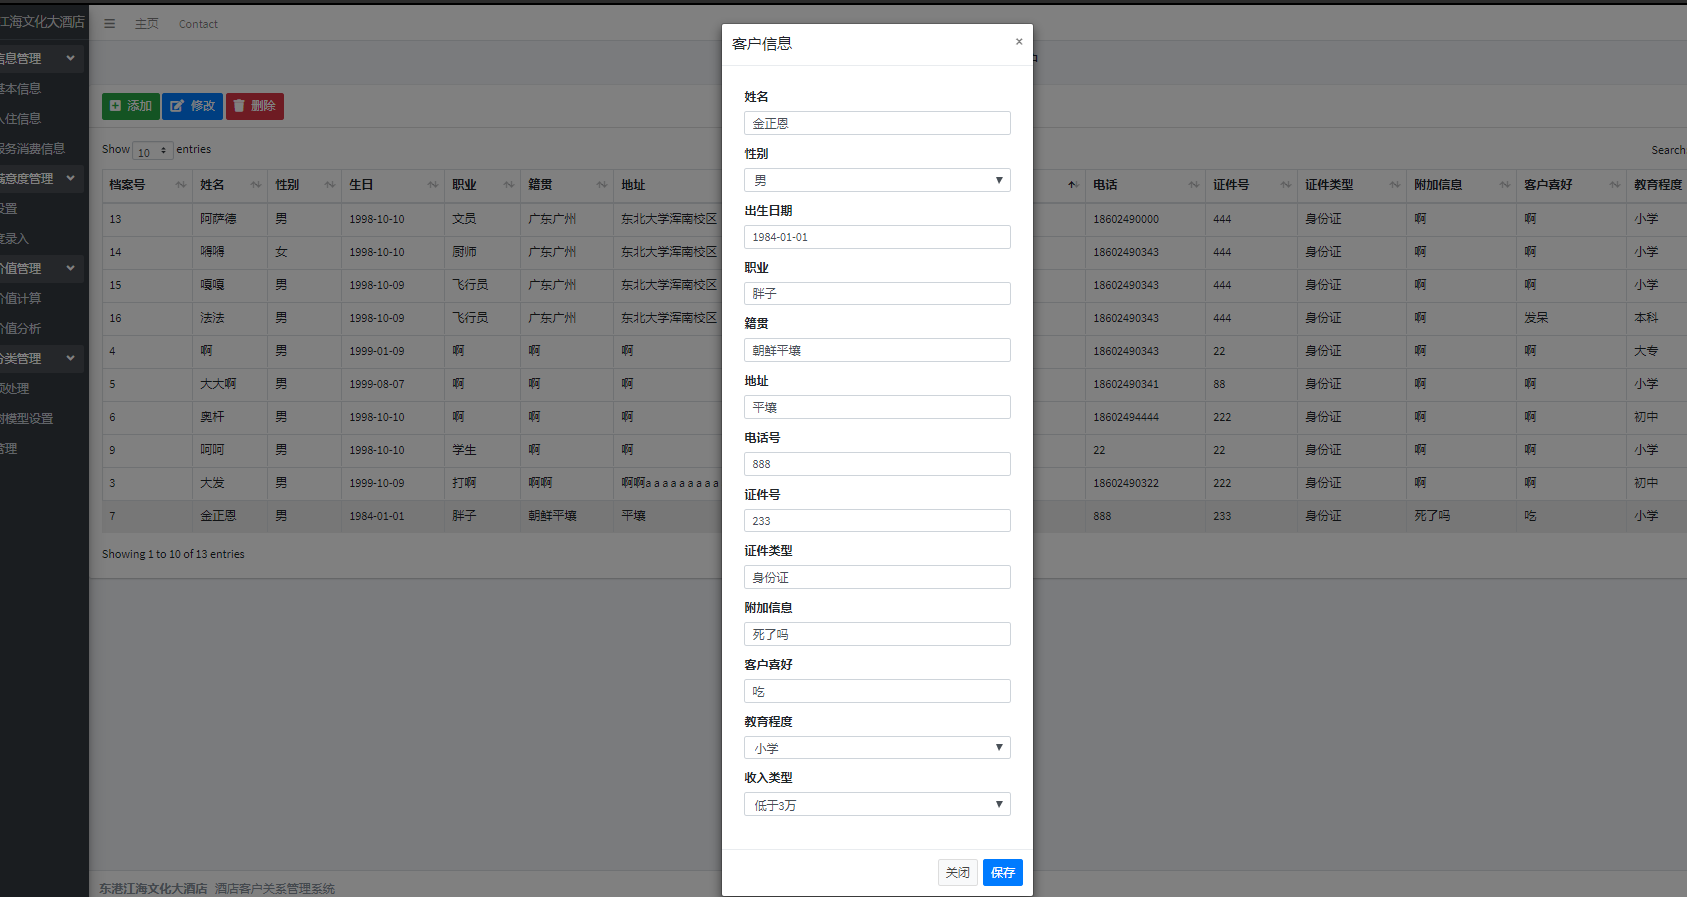 江海文化大酒店
主页 Contact
信息管理
基本信息
入住信息
服务消费信息
满意度管理
设置
度录入
价值管理
价值计算
价值分析
分类管理
预处理
树模型设置
管理
添加 修改 删除
Show 10 entries
Search
档案号 姓名 性别 生日 职业 籍贯 地址 电话 证件号 证件类型 附加信息 客户喜好 教育程度
13 阿萨德 男 1998-10-10 文员 广东广州 东北大学浑南校区 18602490000 444 身份证 啊 啊 小学
14 嘚嘚 女 1998-10-10 厨师 广东广州 东北大学浑南校区 18602490343 444 身份证 啊 啊 小学
15 嘎嘎 男 1998-10-09 飞行员 广东广州 东北大学浑南校区 18602490343 444 身份证 啊 啊 小学
16 法法 男 1998-10-09 飞行员 广东广州 东北大学浑南校区 18602490343 444 身份证 啊 发呆 本科
4 啊 男 1999-01-09 啊 啊 啊 18602490343 22 身份证 啊 啊 大专
5 大大啊 男 1999-08-07 啊 啊 啊 18602490341 88 身份证 啊 啊 小学
6 奥杆 男 1998-10-10 啊 啊 啊 18602494444 222 身份证 啊 啊 初中
9 呵呵 男 1998-10-10 学生 啊 啊 22 22 身份证 啊 啊 小学
3 大发 男 1999-10-09 打啊 啊啊 啊啊a a a a a a a a a 18602490322 222 身份证 啊 啊 初中
7 金正恩 男 1984-01-01 胖子 朝鲜平壤 平壤 888 233 身份证 死了吗 吃 小学
Showing 1 to 10 of 13 entries
东港江海文化大酒店 酒店客户关系管理系统
客户信息 ×
姓名
金正恩
性别
男
出生日期
1984-01-01
职业
胖子
籍贯
朝鲜平壤
地址
平壤
电话号
888
证件号
233
证件类型
身份证
附加信息
死了吗
客户喜好
吃
教育程度
小学
收入类型
低于3万
关闭 保存